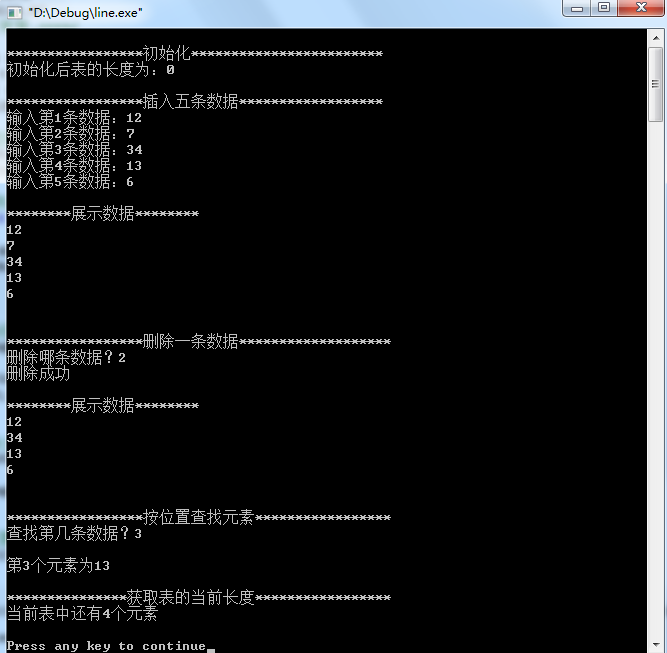 "D:\Debug\line.exe"
*****************初始化************************
初始化后表的长度为：0
*****************插入五条数据******************
输入第1条数据：12
输入第2条数据：7
输入第3条数据：34
输入第4条数据：13
输入第5条数据：6
********展示数据********
12
7
34
13
6
*****************删除一条数据*******************
删除哪条数据？2
删除成功
********展示数据********
12
34
13
6
*****************按位置查找元素*****************
查找第几条数据？3
第3个元素为13
***************获取表的当前长度*****************
当前表中还有4个元素
Press any key to continue_